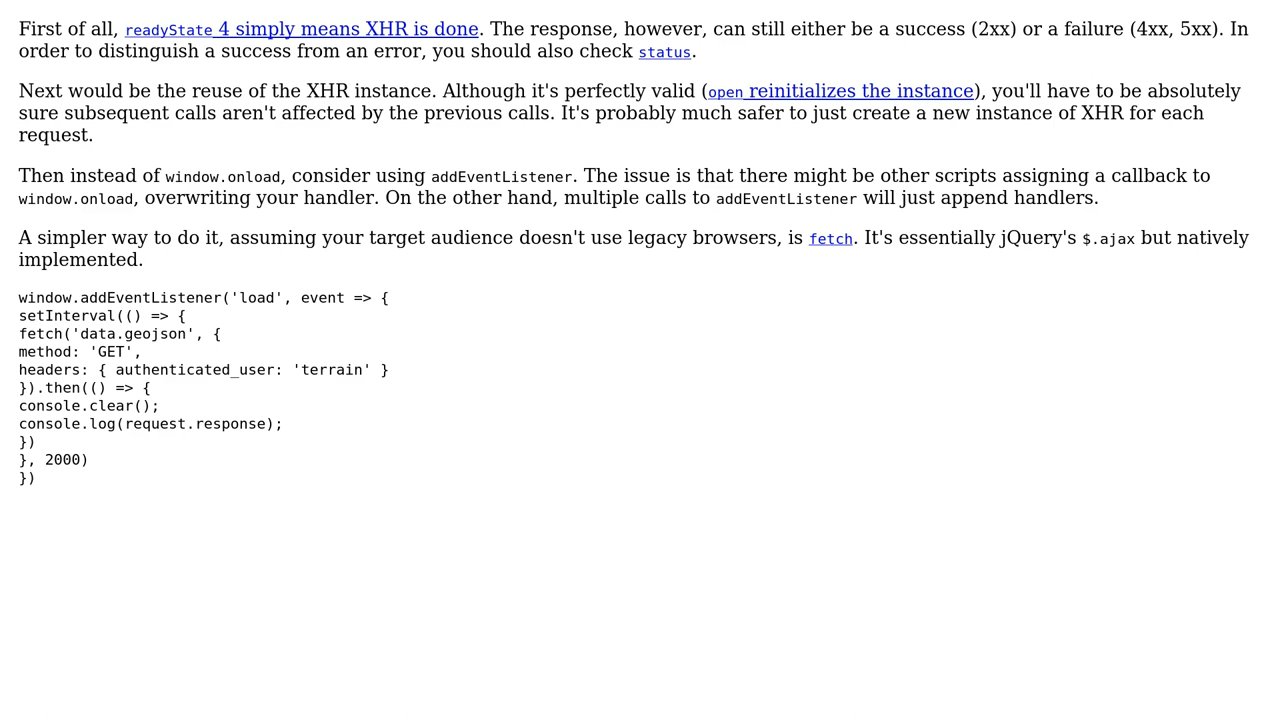 First of all, readyState 4 simply means XHR is done. The response, however, can still either be a success (2xx) or a failure (4xx, 5xx). In
order to distinguish a success from an error, you should also check status.
Next would be the reuse of the XHR instance. Although it's perfectly valid (open reinitializes the instance), you'll have to be absolutely
sure subsequent calls aren't affected by the previous calls. It's probably much safer to just create a new instance of XHR for each
request.
Then instead of window.onload, consider using addEventListener. The issue is that there might be other scripts assigning a callback to
window.onload, overwriting your handler. On the other hand, multiple calls to addEventListener will just append handlers.
A simpler way to do it, assuming your target audience doesn't use legacy browsers, is fetch. It's essentially jQuery's $.ajax but natively
implemented.
window.addEventListener('load', event => {
setInterval(() => {
fetch('data.geojson', {
method: 'GET',
headers: { authenticated_user: 'terrain' }
}).then(() => {
console.clear();
console.log(request.response);
})
}, 2000)
})